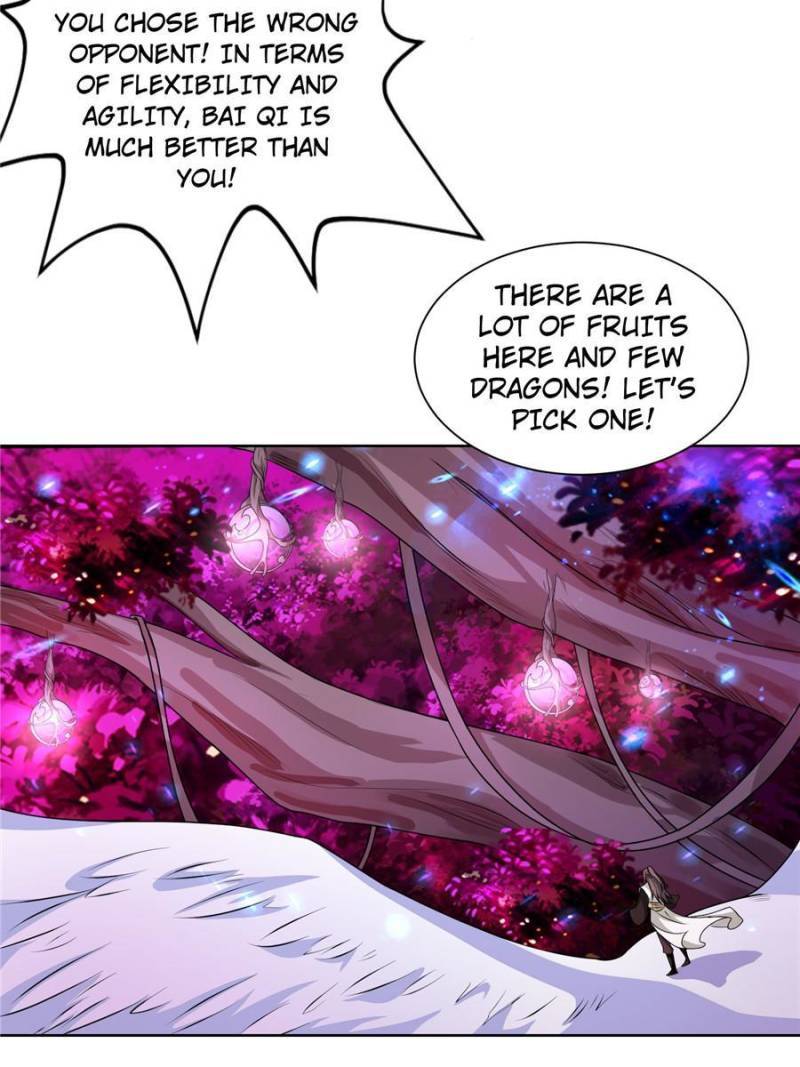 YOU CHOSE THE WRONG
OPPONENT! IN TERMS
OF FLEXIBILITY AND
AGILITY, BAI QI IS
MUCH BETTER THAN
YOU!
THERE ARE A
LOT OF FRUITS
HERE AND FEW
DRAGONS! LET'S
PICK ONE!